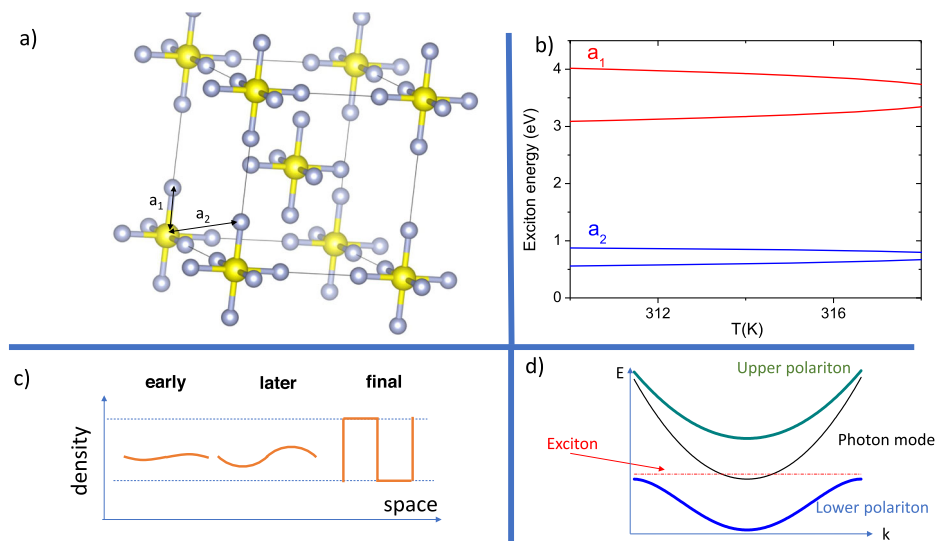 a)
a₁
a₂
b)
a₁
a₂
Exciton energy (eV)
4
3
2
1
0
312
316
T(K)
c)
early
later
final
density
space
d)
E
Upper polariton
Photon mode
Exciton
Lower polariton
k